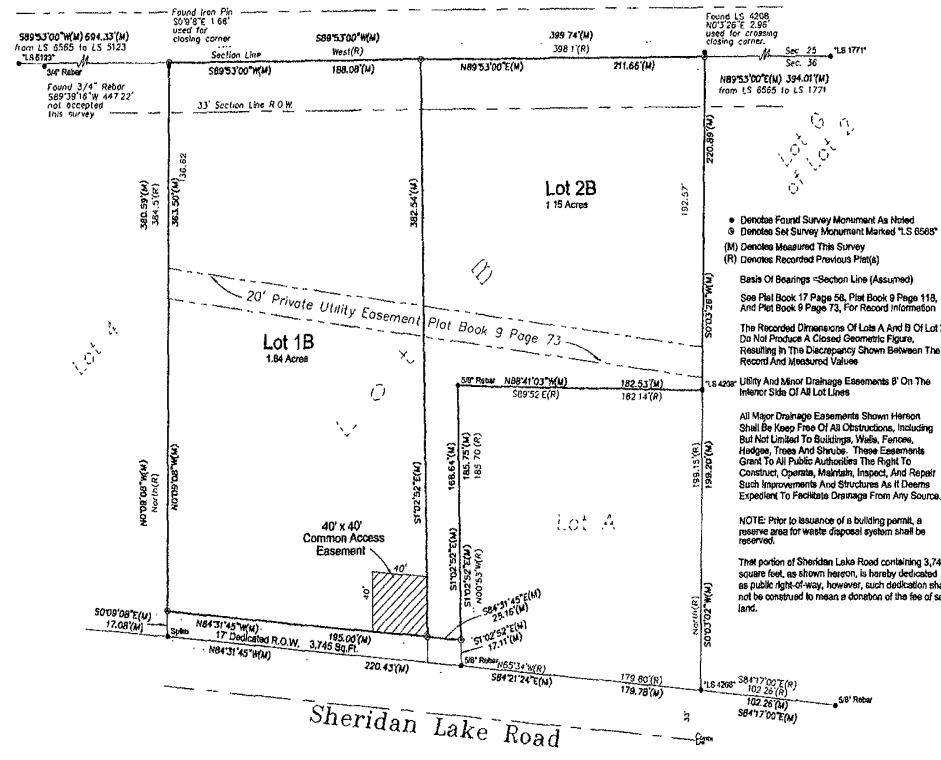 Found Iron Pin
S0°9'8"E 1.66'
used for
closing corner
S89°53'00"W(M) 694.33'(M)
from LS 6565 to LS 5123
"LS 5123"
3/4" Rebar
Found 3/4" Rebar
S89°39'16"W 447.22'
not accepted
this survey
S89°53'00"W(M)
399.74'(M)
Section Line
West(R)
398.1'(R)
S89°53'00"W(M)
188.08'(M)
N89°53'00"E(M)
211.66'(M)
Found LS 4208
N0°3'26"E 2.96'
used for crossing
closing corner.
Sec. 25
Sec. 36
"LS 1771"
N89°53'00"E(M) 394.01'(M)
from LS 6565 to LS 1771
33' Section Line R.O.W.
Lot G
of Lot 2
Lot 4
380.59'(M)
384.5'(R)
363.50'(M)
136.62
382.54'(M)
Lot 2B
1.15 Acres
220.89'(M)
192.57'
S0°03'26"W(M)
20' Private Utility Easement Plat Book 9 Page 73
Lot 1B
1.84 Acres
Lot B
5/8" Rebar
N88°41'03"W(M)
182.53'(M)
S89°52'E(R)
182.14'(R)
"LS 4208"
N0°09'08"W(M)
North(R)
N0°09'08"W(M)
S1°02'52"E(M)
168.64'(M)
185.75'(M)
185.70'(R)
S1°02'52"E(M)
S1°02'52"E(M)
N00°53'W(R)
Lot A
199.15'(R)
199.20'(M)
North(R)
S0°03'02"W(M)
40' x 40'
Common Access
Easement
40'
40'
S84°31'45"E(M)
25.16'(M)
S1°02'52"E(M)
17.11'(M)
S0°09'08"E(M)
17.08'(M)
Spike
N84°31'45"W(M)
195.00'(M)
17' Dedicated R.O.W. 3,745 Sq.Ft.
N84°31'45"W(M)
220.43'(M)
5/8" Rebar
N65°34'W(R)
179.80'(R)
S84°21'24"E(M)
179.78'(M)
"LS 4208"
S84°17'00"E(R)
102.26'(R)
102.26'(M)
S84°17'00"E(M)
5/8" Rebar
Sheridan Lake Road
Denotes Found Survey Monument As Noted
Denotes Set Survey Monument Marked "LS 6565"
(M) Denotes Measured This Survey
(R) Denotes Recorded Previous Plat(s)
Basis Of Bearings =Section Line (Assumed)
See Plat Book 17 Page 58, Plat Book 9 Page 118,
And Plat Book 9 Page 73, For Record Information
The Recorded Dimensions Of Lots A And B Of Lot
Do Not Produce A Closed Geometric Figure,
Resulting In The Discrepancy Shown Between The
Record And Measured Values
Utility And Minor Drainage Easements 8' On The
Interior Side Of All Lot Lines
All Major Drainage Easements Shown Hereon
Shall Be Keep Free Of All Obstructions, Including
But Not Limited To Buildings, Walls, Fences,
Hedges, Trees And Shrubs. These Easements
Grant To All Public Authorities The Right To
Construct, Operate, Maintain, Inspect, And Repair
Such Improvements And Structures As It Deems
Expedient To Facilitate Drainage From Any Source.
NOTE: Prior to issuance of a building permit, a
reserve area for waste disposal system shall be
reserved.
That portion of Sheridan Lake Road containing 3,74
square feet, as shown hereon, is hereby dedicated
as public right-of-way, however, such dedication sha
not be construed to mean a donation of the fee of sa
land.